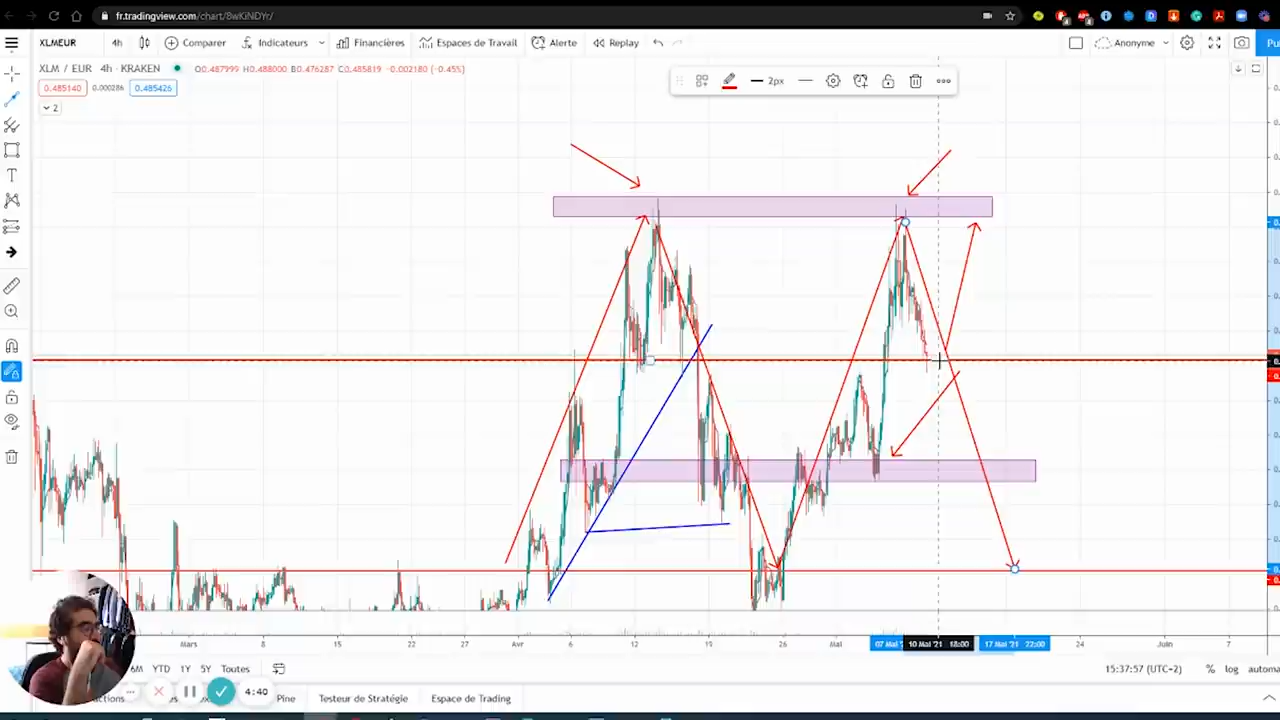 fr.tradingview.com/chart/8wKiNDYr/
XLMEUR 4h Comparer Indicateurs Financières Espaces de Travail Alerte Replay Anonyme Pu
XLM / EUR 4h · KRAKEN O0.487999 H0.488000 B0.476287 C0.485819 -0.002180 (-0.45%)
0.485140 0.000286 0.485426
2
2px
Mars 8 15 22 Avr 6 12 19 26 Mai 07 Mai 10 Mai '21 18:00 17 Mai '21 22:00 24 Juin 7
6M YTD 1Y 5Y Toutes 15:37:57 (UTC+2) % log automa
4:40
Pine Testeur de Stratégie Espace de Trading